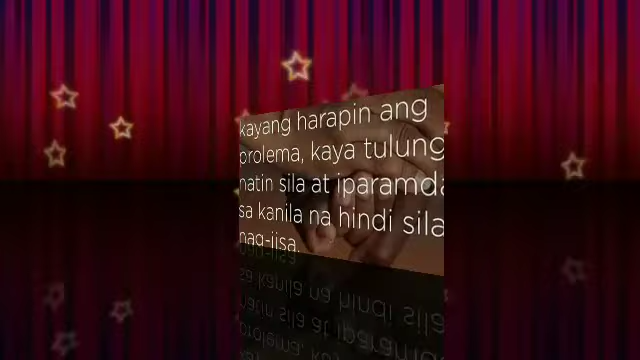 kayang harapin ang
prolema, kaya tulung
natin sila at iparamda
sa kanila na hindi sila
nag-iisa.